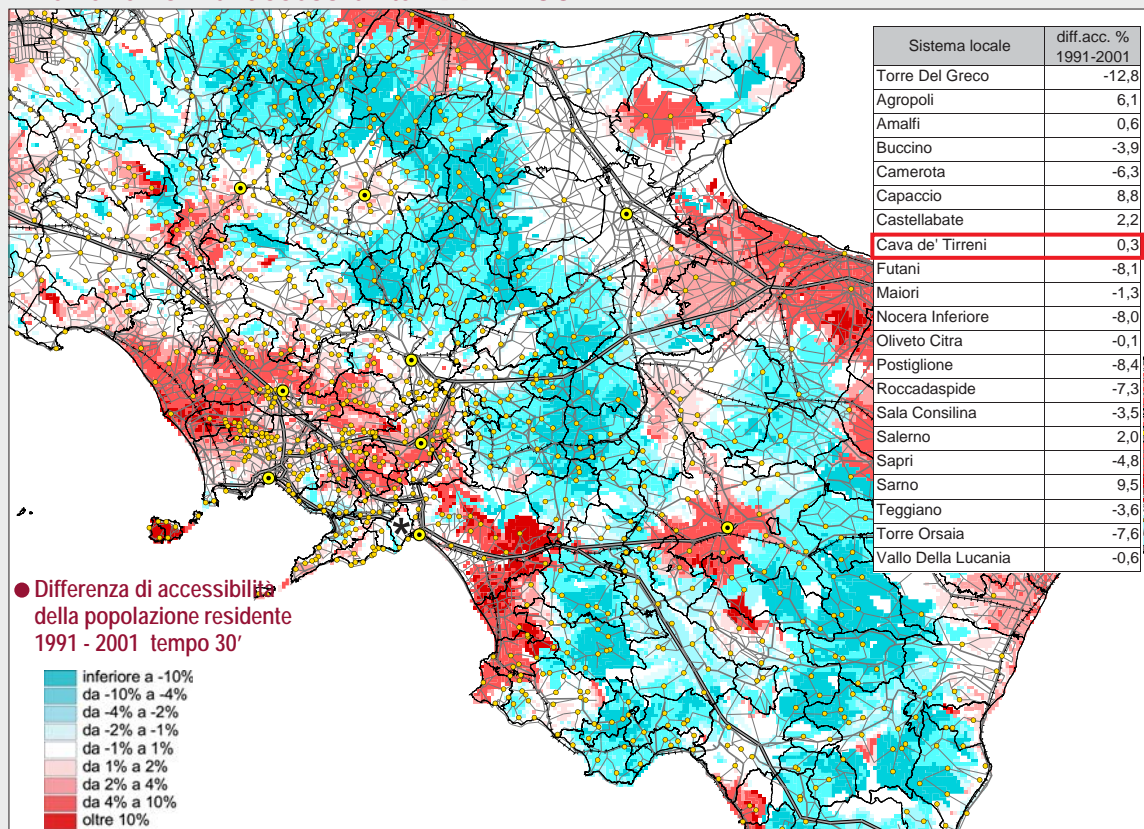 Sistema locale diff.acc. % 1991-2001
Torre Del Greco -12,8
Agropoli 6,1
Amalfi 0,6
Buccino -3,9
Camerota -6,3
Capaccio 8,8
Castellabate 2,2
Cava de' Tirreni 0,3
Futani -8,1
Maiori -1,3
Nocera Inferiore -8,0
Oliveto Citra -0,1
Postiglione -8,4
Roccadaspide -7,3
Sala Consilina -3,5
Salerno 2,0
Sapri -4,8
Sarno 9,5
Teggiano -3,6
Torre Orsaia -7,6
Vallo Della Lucania -0,6
*
● Differenza di accessibilità
della popolazione residente
1991 - 2001 tempo 30'
inferiore a -10%
da -10% a -4%
da -4% a -2%
da -2% a -1%
da -1% a 1%
da 1% a 2%
da 2% a 4%
da 4% a 10%
oltre 10%